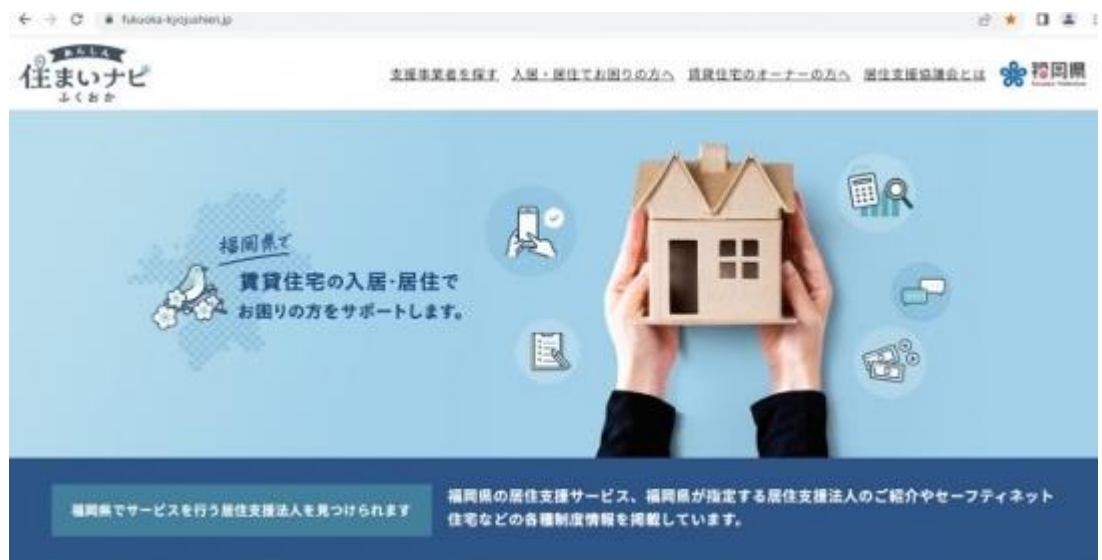 fukuoka-kyojushien.jp
あんしん
住まいナビ
ふくおか
支援事業者を探す 入居・居住でお困りの方へ 賃貸住宅のオーナーの方へ 居住支援協議会とは
福岡県
福岡県で
賃貸住宅の入居・居住で
お困りの方をサポートします。
福岡県でサービスを行う居住支援法人を見つけられます
福岡県の居住支援サービス、福岡県が指定する居住支援法人のご紹介やセーフティネット
住宅などの各種制度情報を掲載しています。